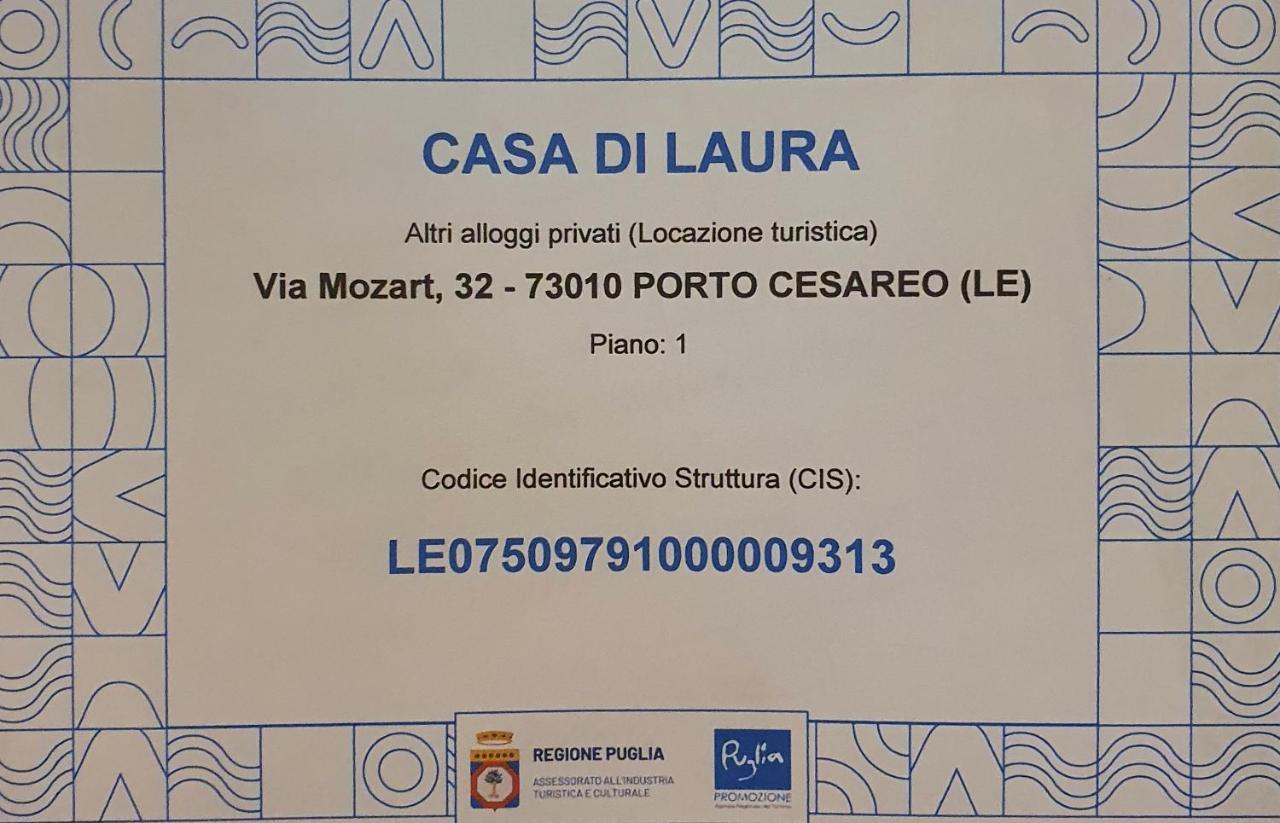 CASA DI LAURA
Altri alloggi privati (Locazione turistica)
Via Mozart, 32 - 73010 PORTO CESAREO (LE)
Piano: 1
Codice Identificativo Struttura (CIS):
LE07509791000009313
REGIONE PUGLIA
ASSESSORATO ALL'INDUSTRIA
TURISTICA E CULTURALE
Puglia
PROMOZIONE